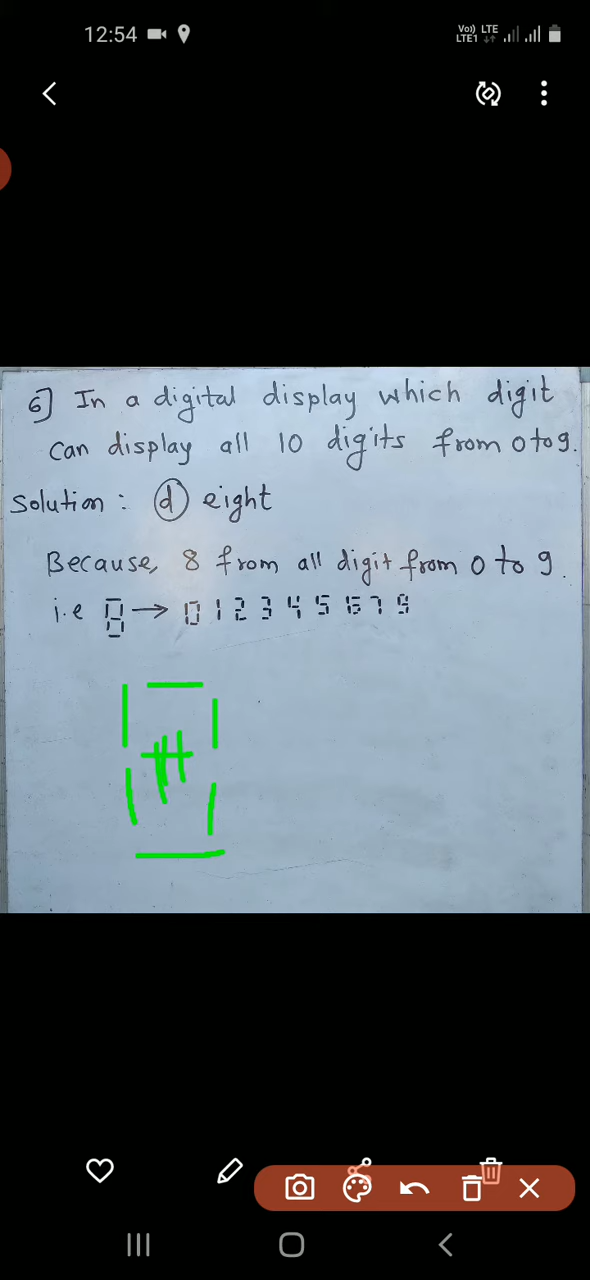 12:54
Vo)) LTE
LTE1
6] In a digital display which digit
can display all 10 digits from 0 to 9.
Solution : (d) eight
Because, 8 from all digit from 0 to 9.
i.e 8 → 0 1 2 3 4 5 6 7 9